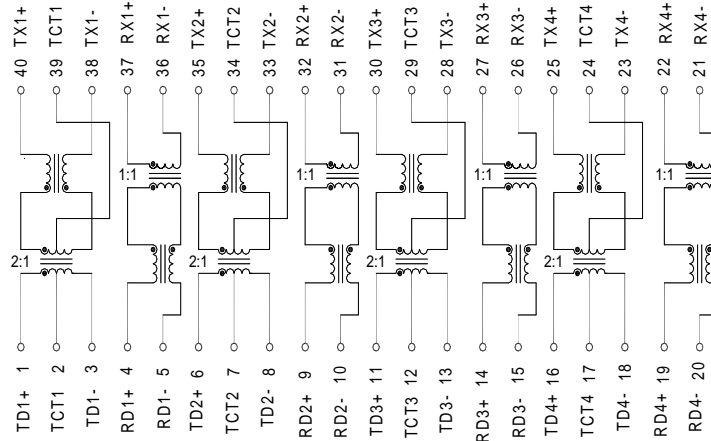 40 TX1+
39 TCT1
38 TX1-
37 RX1+
36 RX1-
35 TX2+
34 TCT2
33 TX2-
32 RX2+
31 RX2-
30 TX3+
29 TCT3
28 TX3-
27 RX3+
26 RX3-
25 TX4+
24 TCT4
23 TX4-
22 RX4+
21 RX4-
1:1
1:1
1:1
1:1
2:1
2:1
2:1
2:1
TD1+ 1
TCT1 2
TD1- 3
RD1+ 4
RD1- 5
TD2+ 6
TCT2 7
TD2- 8
RD2+ 9
RD2- 10
TD3+ 11
TCT3 12
TD3- 13
RD3+ 14
RD3- 15
TD4+ 16
TCT4 17
TD4- 18
RD4+ 19
RD4- 20